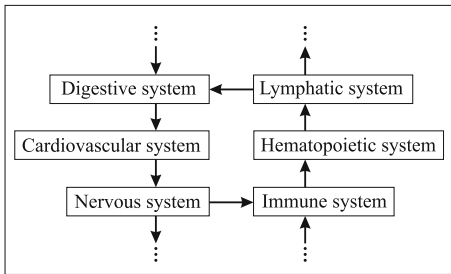 Digestive system
Lymphatic system
Cardiovascular system
Hematopoietic system
Nervous system
Immune system